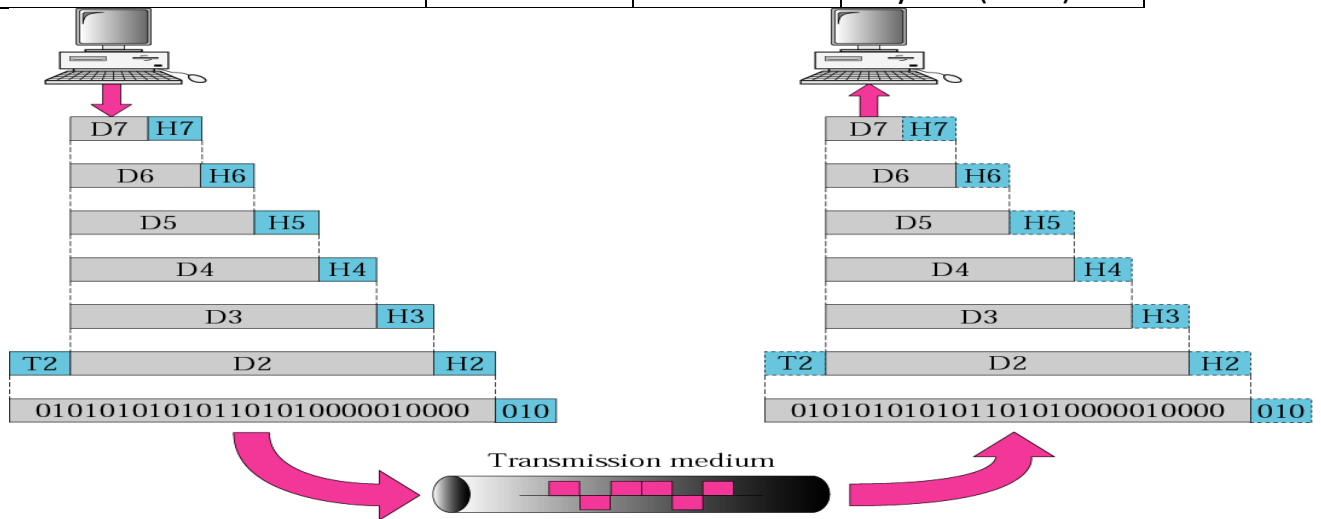 D7 H7 D7 H7
D6 H6 D6 H6
D5 H5 D5 H5
D4 H4 D4 H4
D3 H3 D3 H3
T2 D2 H2 T2 D2 H2
010101010101101010000010000 010 010101010101101010000010000 010
Transmission medium